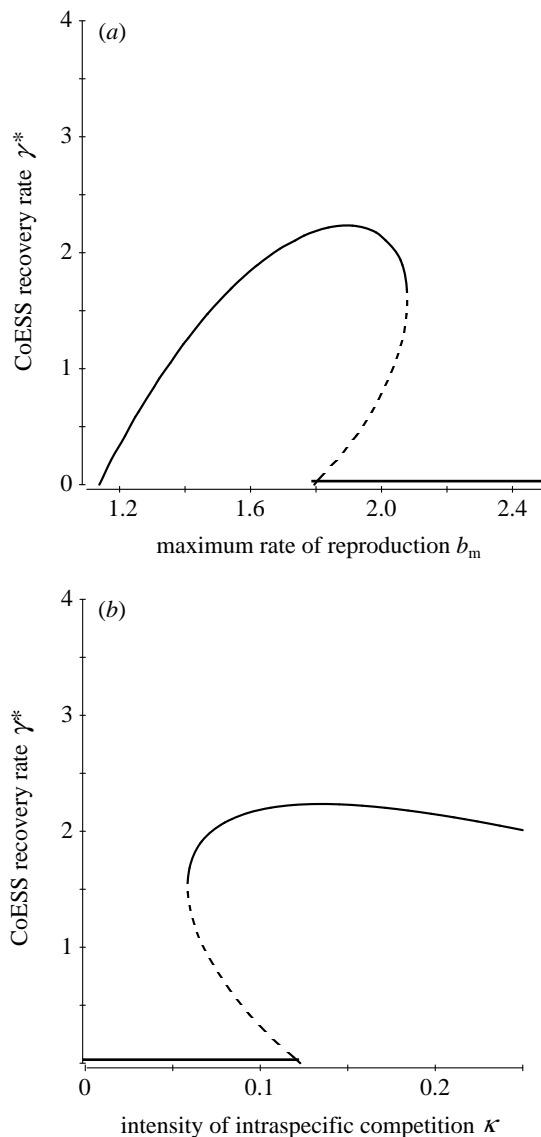 (a)
4
3
2
1
0
CoESS recovery rate γ*
1.2
1.6
2.0
2.4
maximum rate of reproduction bm
(b)
4
3
2
1
CoESS recovery rate γ*
0
0.1
0.2
intensity of intraspecific competition κ